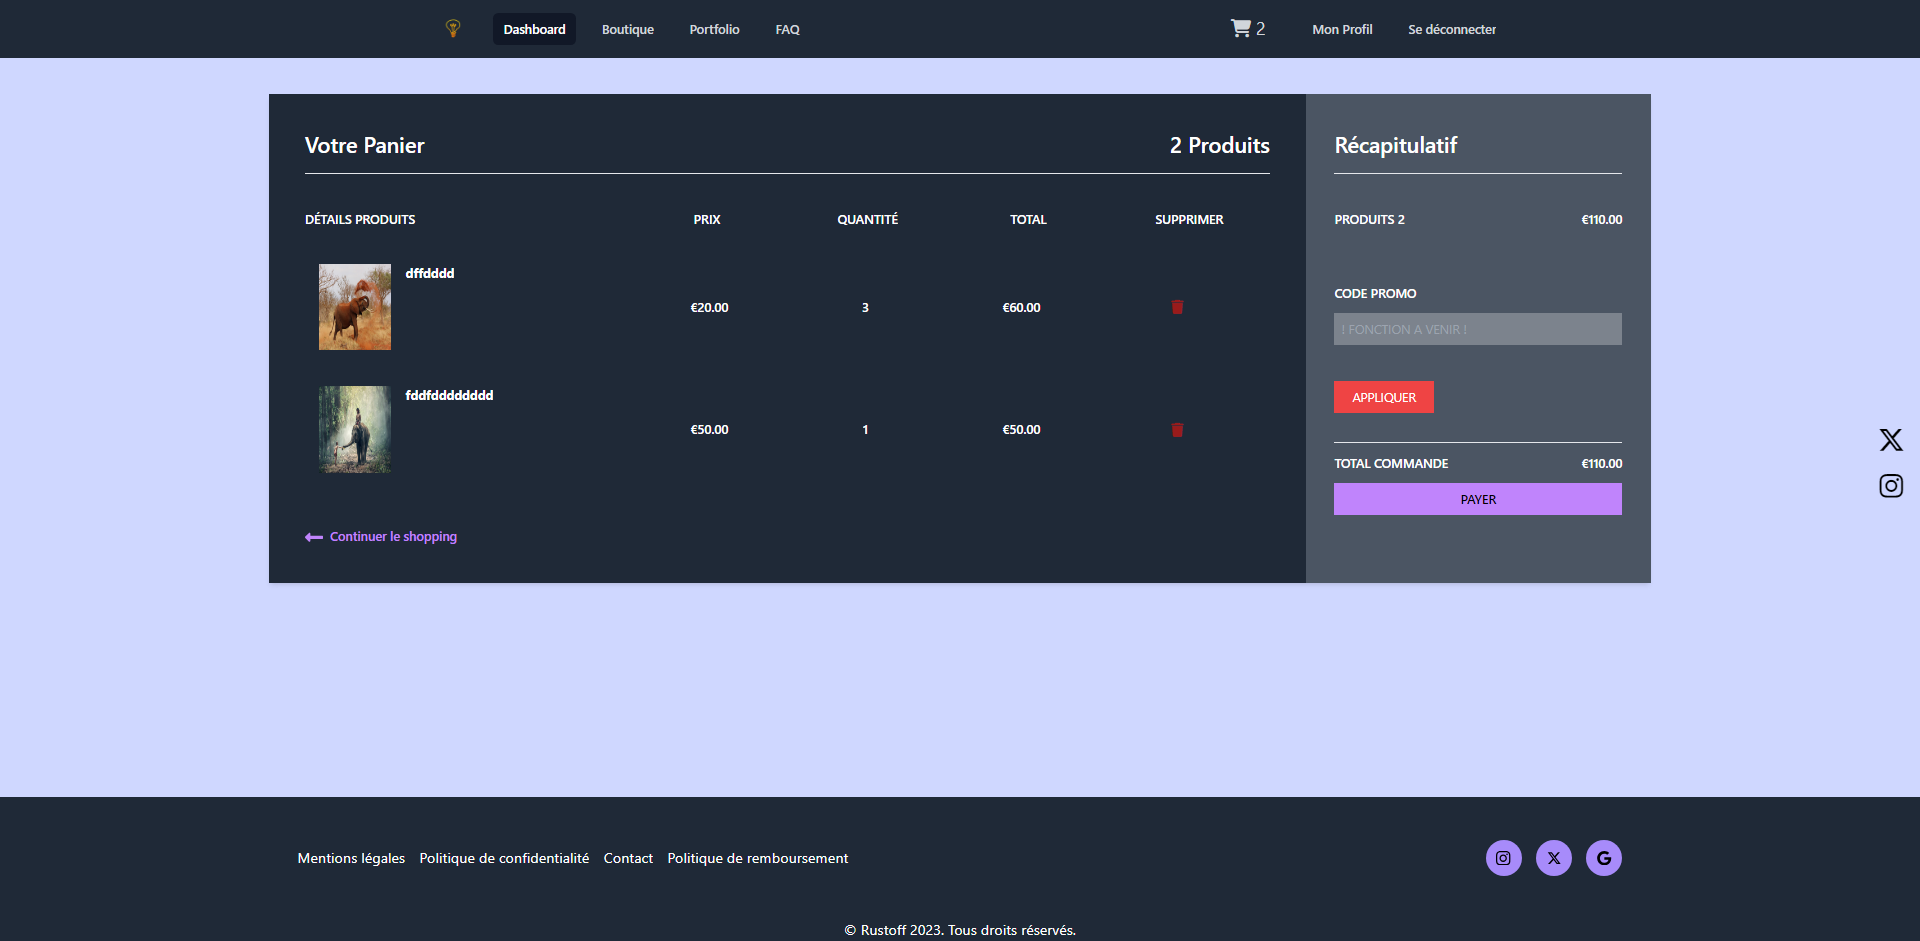 Dashboard Boutique Portfolio FAQ 2 Mon Profil Se déconnecter
Votre Panier 2 Produits
DÉTAILS PRODUITS PRIX QUANTITÉ TOTAL SUPPRIMER
dffdddd
€20.00 3 €60.00
fddfddddddddd
€50.00 1 €50.00
Continuer le shopping
Récapitulatif
PRODUITS 2 €110.00
CODE PROMO
! FONCTION A VENIR !
APPLIQUER
TOTAL COMMANDE €110.00
PAYER
Mentions légales Politique de confidentialité Contact Politique de remboursement
© Rustoff 2023. Tous droits réservés.